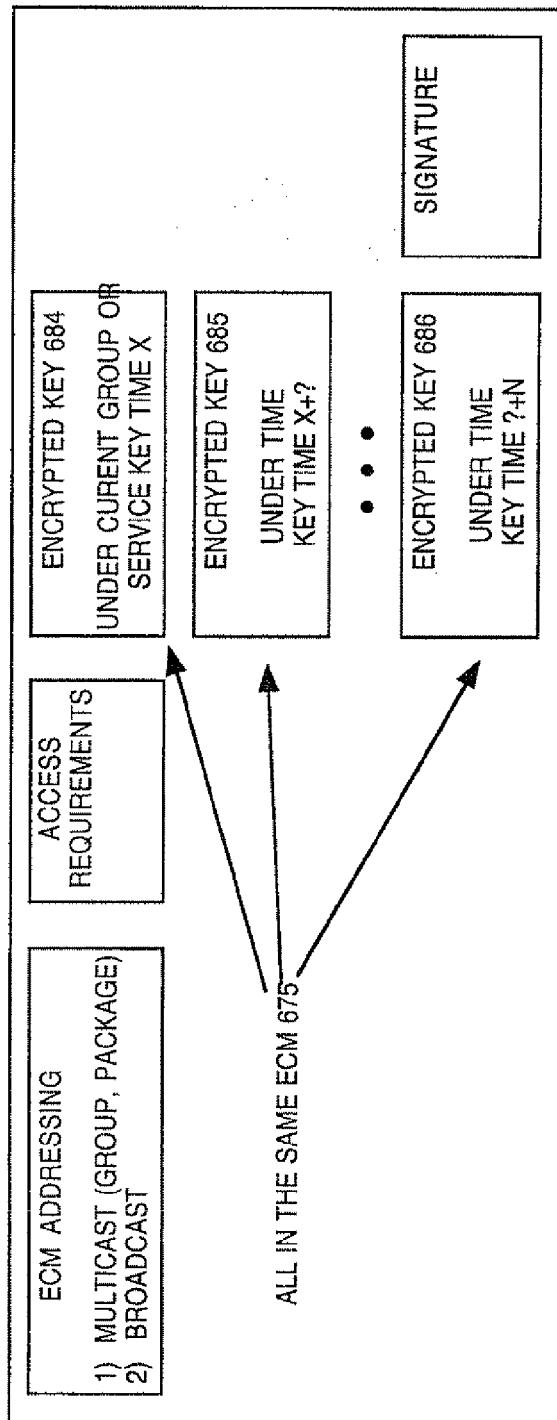 ECM ADDRESSING
1) MULTICAST (GROUP, PACKAGE)
2) BROADCAST
ACCESS
REQUIREMENTS
ENCRYPTED KEY 684
UNDER CURENT GROUP OR
SERVICE KEY TIME X
ALL IN THE SAME ECM 675
ENCRYPTED KEY 685
UNDER TIME
KEY TIME X+?
ENCRYPTED KEY 686
UNDER TIME
KEY TIME ?+N
SIGNATURE